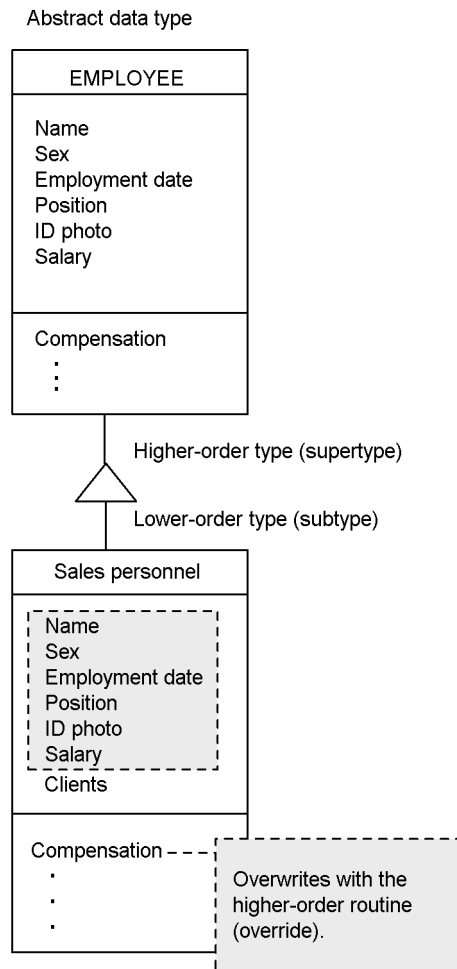 Abstract data type
EMPLOYEE
Name
Sex
Employment date
Position
ID photo
Salary
Compensation
Higher-order type (supertype)
Lower-order type (subtype)
Sales personnel
Name
Sex
Employment date
Position
ID photo
Salary
Clients
Compensation
Overwrites with the
higher-order routine
(override).